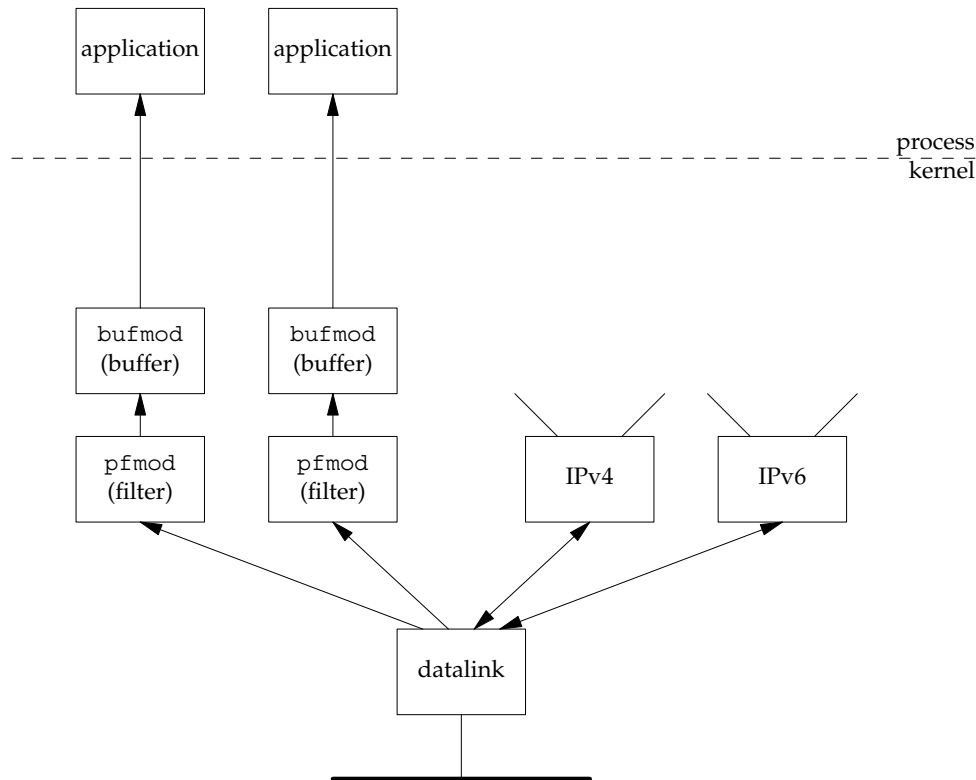 application
application
process
kernel
bufmod
(buffer)
bufmod
(buffer)
pfmod
(filter)
pfmod
(filter)
IPv4
IPv6
datalink